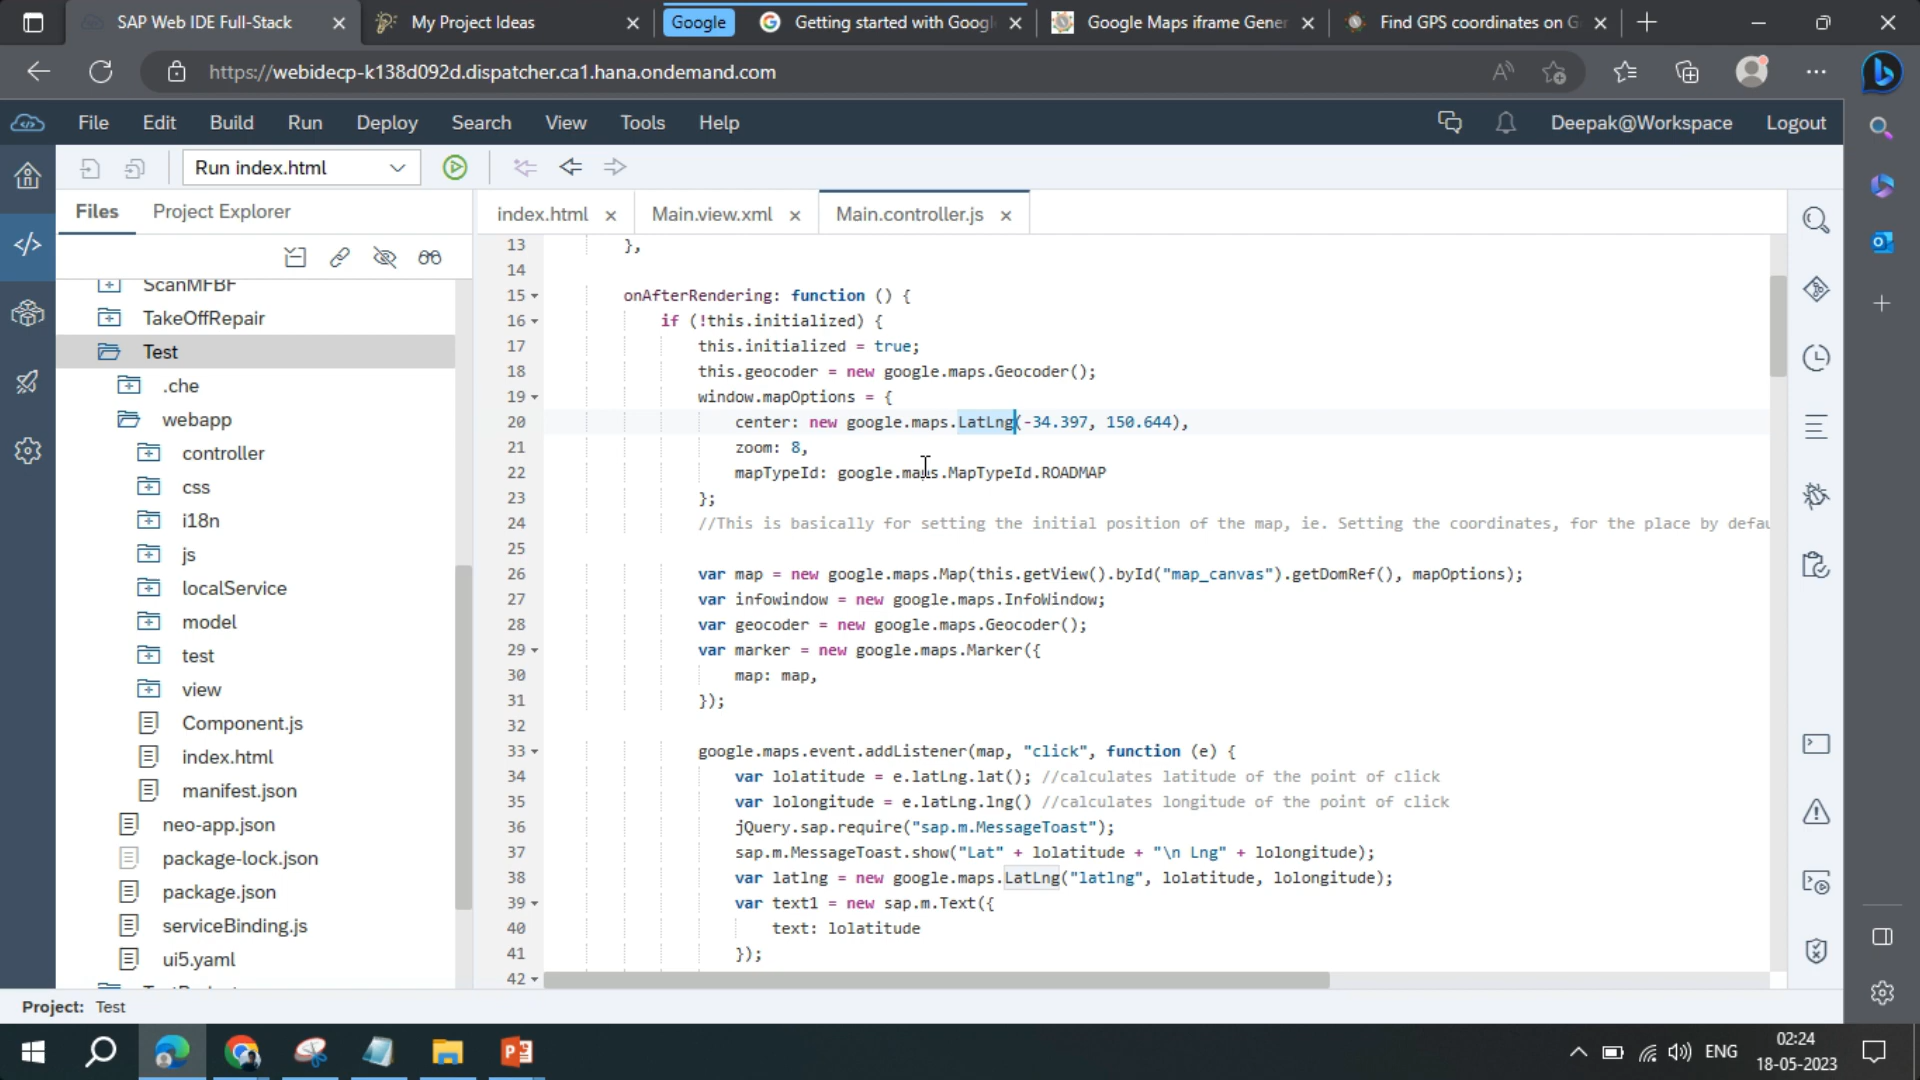 SAP Web IDE Full-Stack
My Project Ideas
Google
Getting started with Googl
Google Maps iframe Gener
Find GPS coordinates on G
https://webidecp-k138d092d.dispatcher.ca1.hana.ondemand.com
File Edit Build Run Deploy Search View Tools Help
Deepak@Workspace Logout
Run index.html
Files Project Explorer
index.html Main.view.xml Main.controller.js
ScanMFBF
TakeOffRepair
Test
.che
webapp
controller
css
i18n
js
localService
model
test
view
Component.js
index.html
manifest.json
neo-app.json
package-lock.json
package.json
serviceBinding.js
ui5.yaml
13 },
14
15 onAfterRendering: function () {
16 if (!this.initialized) {
17 this.initialized = true;
18 this.geocoder = new google.maps.Geocoder();
19 window.mapOptions = {
20 center: new google.maps.LatLng(-34.397, 150.644),
21 zoom: 8,
22 mapTypeId: google.maps.MapTypeId.ROADMAP
23 };
24 //This is basically for setting the initial position of the map, ie. Setting the coordinates, for the place by defau
25
26 var map = new google.maps.Map(this.getView().byId("map_canvas").getDomRef(), mapOptions);
27 var infowindow = new google.maps.InfoWindow;
28 var geocoder = new google.maps.Geocoder();
29 var marker = new google.maps.Marker({
30 map: map,
31 });
32
33 google.maps.event.addListener(map, "click", function (e) {
34 var lolatitude = e.latLng.lat(); //calculates latitude of the point of click
35 var lolongitude = e.latLng.lng() //calculates longitude of the point of click
36 jQuery.sap.require("sap.m.MessageToast");
37 sap.m.MessageToast.show("Lat" + lolatitude + "\n Lng" + lolongitude);
38 var latlng = new google.maps.LatLng("latlng", lolatitude, lolongitude);
39 var text1 = new sap.m.Text({
40 text: lolatitude
41 });
42
Project: Test
ENG
02:24
18-05-2023